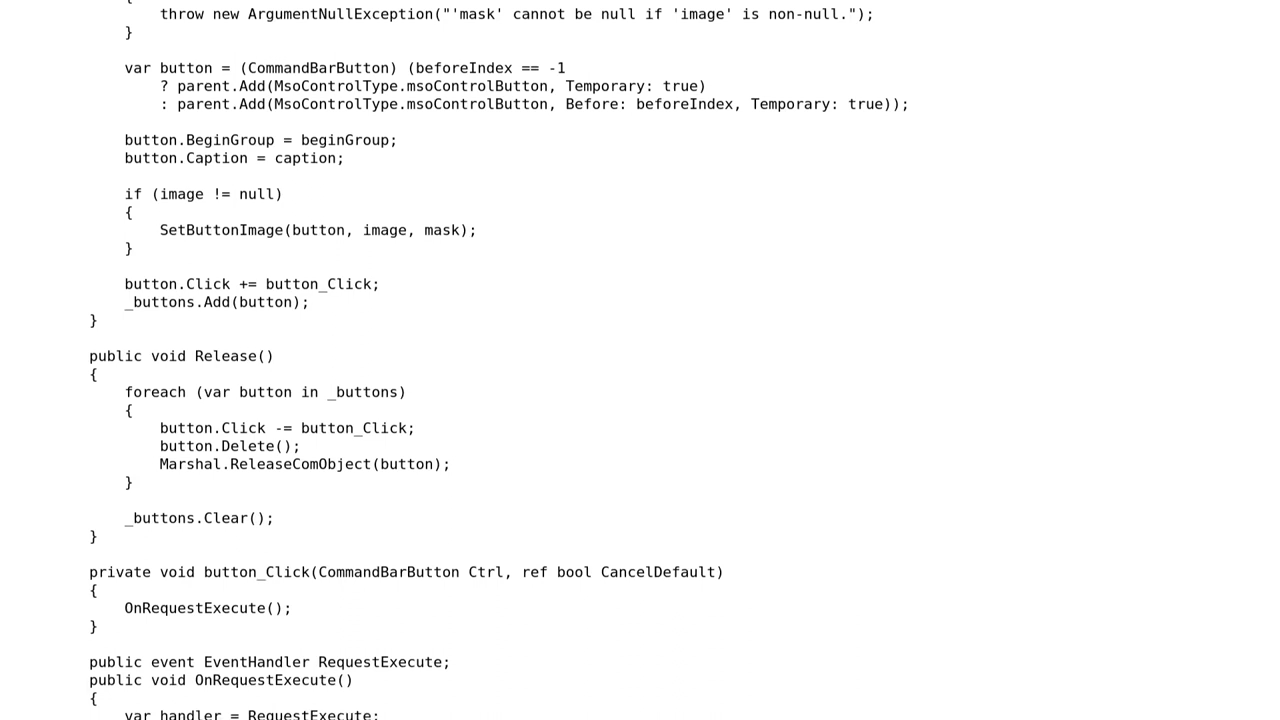 {
throw new ArgumentNullException("'mask' cannot be null if 'image' is non-null.");
}
var button = (CommandBarButton) (beforeIndex == -1
? parent.Add(MsoControlType.msoControlButton, Temporary: true)
: parent.Add(MsoControlType.msoControlButton, Before: beforeIndex, Temporary: true));
button.BeginGroup = beginGroup;
button.Caption = caption;
if (image != null)
{
SetButtonImage(button, image, mask);
}
button.Click += button_Click;
_buttons.Add(button);
}
public void Release()
{
foreach (var button in _buttons)
{
button.Click -= button_Click;
button.Delete();
Marshal.ReleaseComObject(button);
}
_buttons.Clear();
}
private void button_Click(CommandBarButton Ctrl, ref bool CancelDefault)
{
OnRequestExecute();
}
public event EventHandler RequestExecute;
public void OnRequestExecute()
{
var handler = RequestExecute;